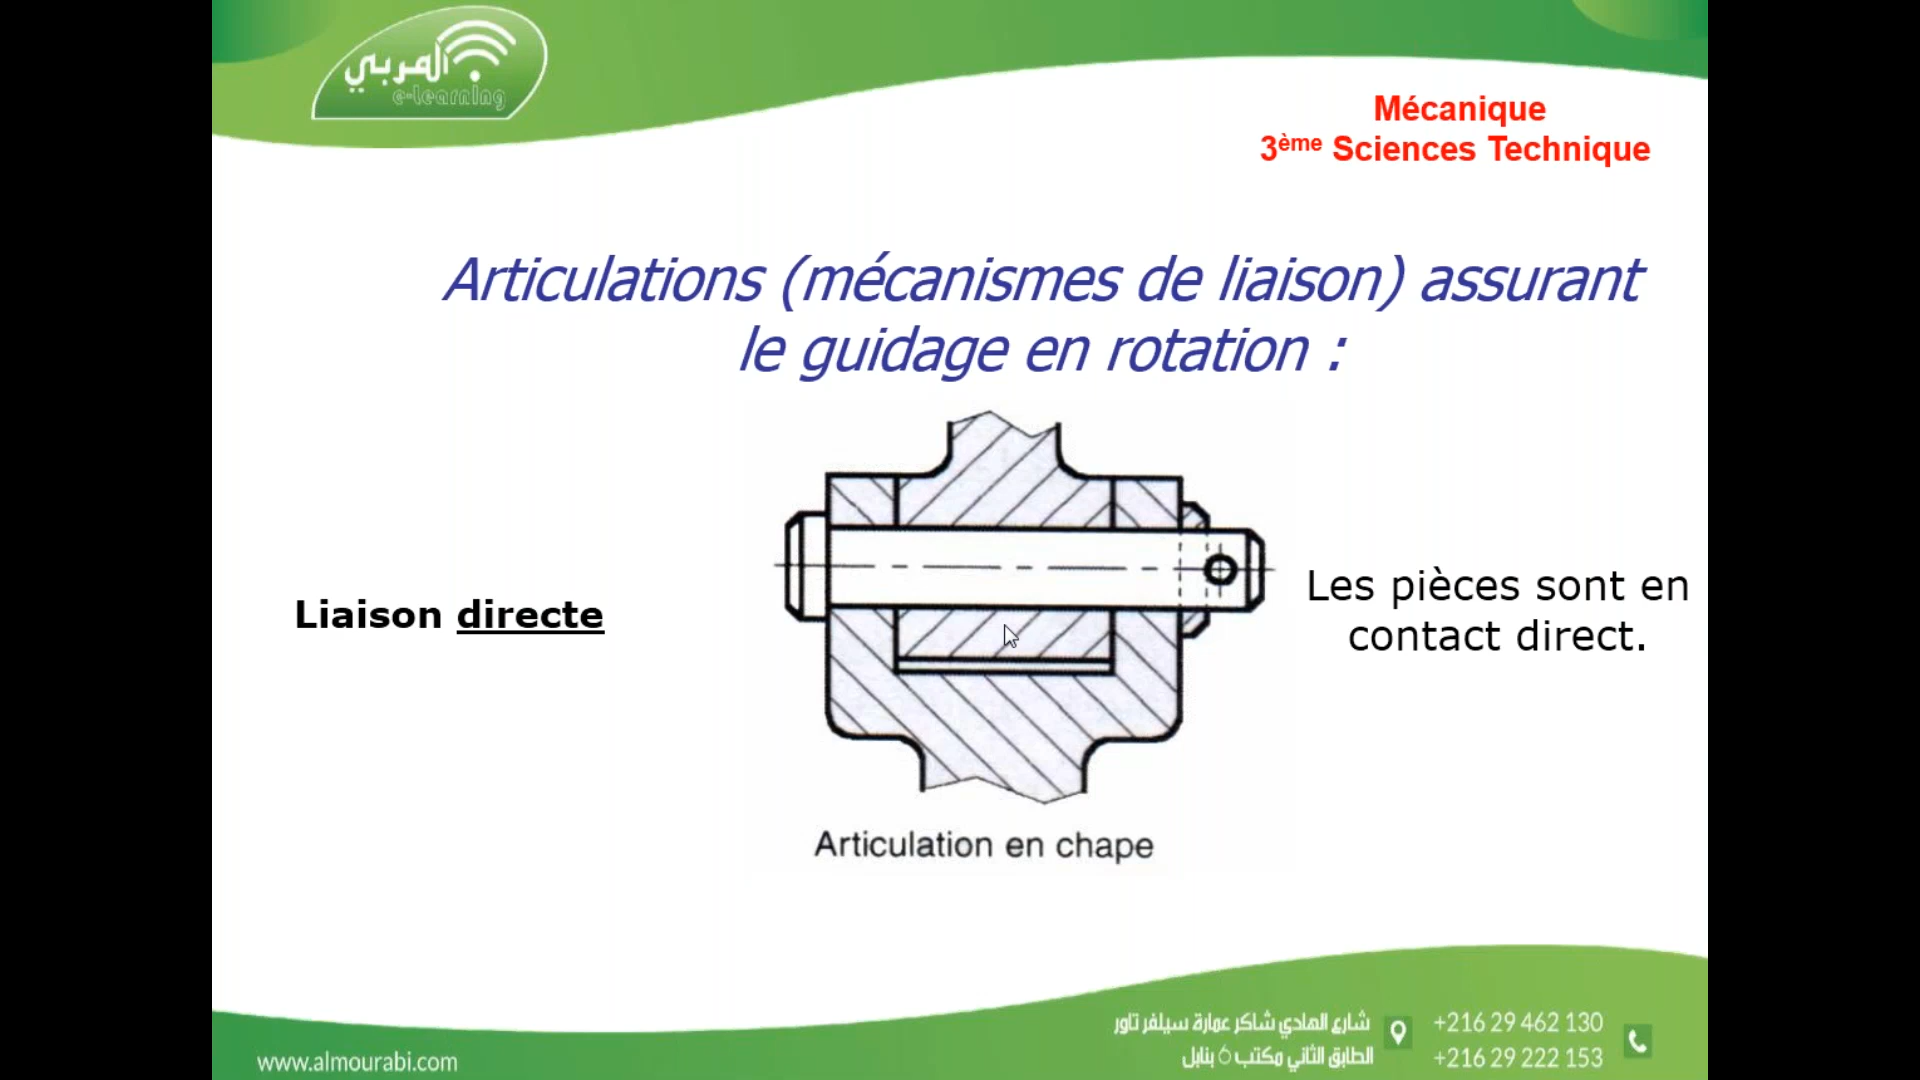 المربي
e-learning
Mécanique
3ème Sciences Technique
Articulations (mécanismes de liaison) assurant
le guidage en rotation :
Liaison directe
Les pièces sont en
contact direct.
Articulation en chape
www.almourabi.com
شارع الهادي شاكر عمارة سيلفر تاور
الطابق الثاني مكتب 6 بنابل
+216 29 462 130
+216 29 222 153